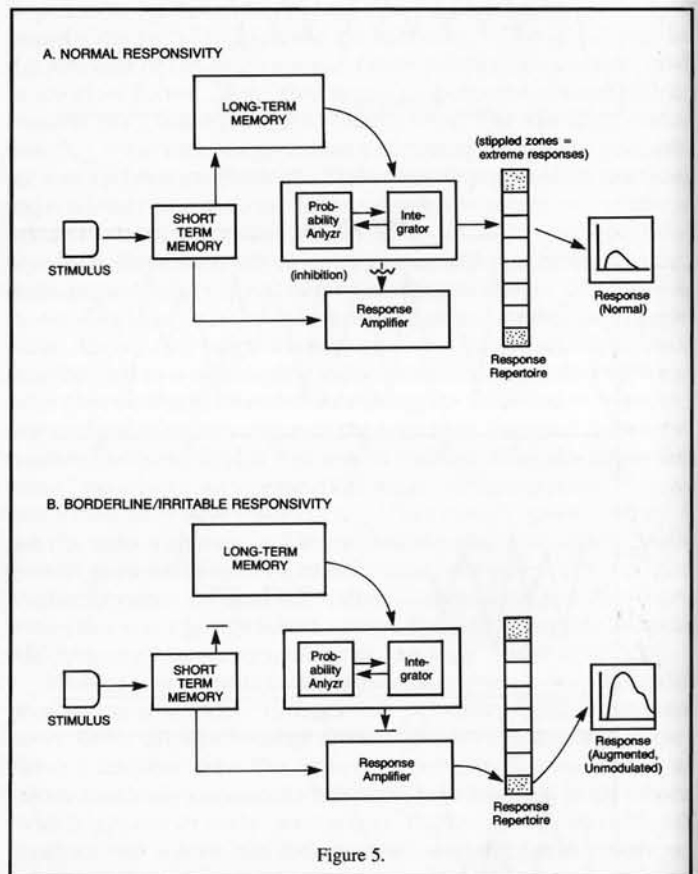 A. NORMAL RESPONSIVITY
LONG-TERM
MEMORY
(stippled zones =
extreme responses)
SHORT
TERM
MEMORY
STIMULUS
Prob-
ability
Anlyzr
Inte-
grator
(inhibition)
Response
Amplifier
Response
(Normal)
Response
Repertoire
B. BORDERLINE/IRRITABLE RESPONSIVITY
LONG-TERM
MEMORY
SHORT
TERM
MEMORY
STIMULUS
Prob-
ability
Anlyzr
Inte-
grator
Response
Amplifier
Response
(Augmented,
Unmodulated)
Response
Repertoire
Figure 5.